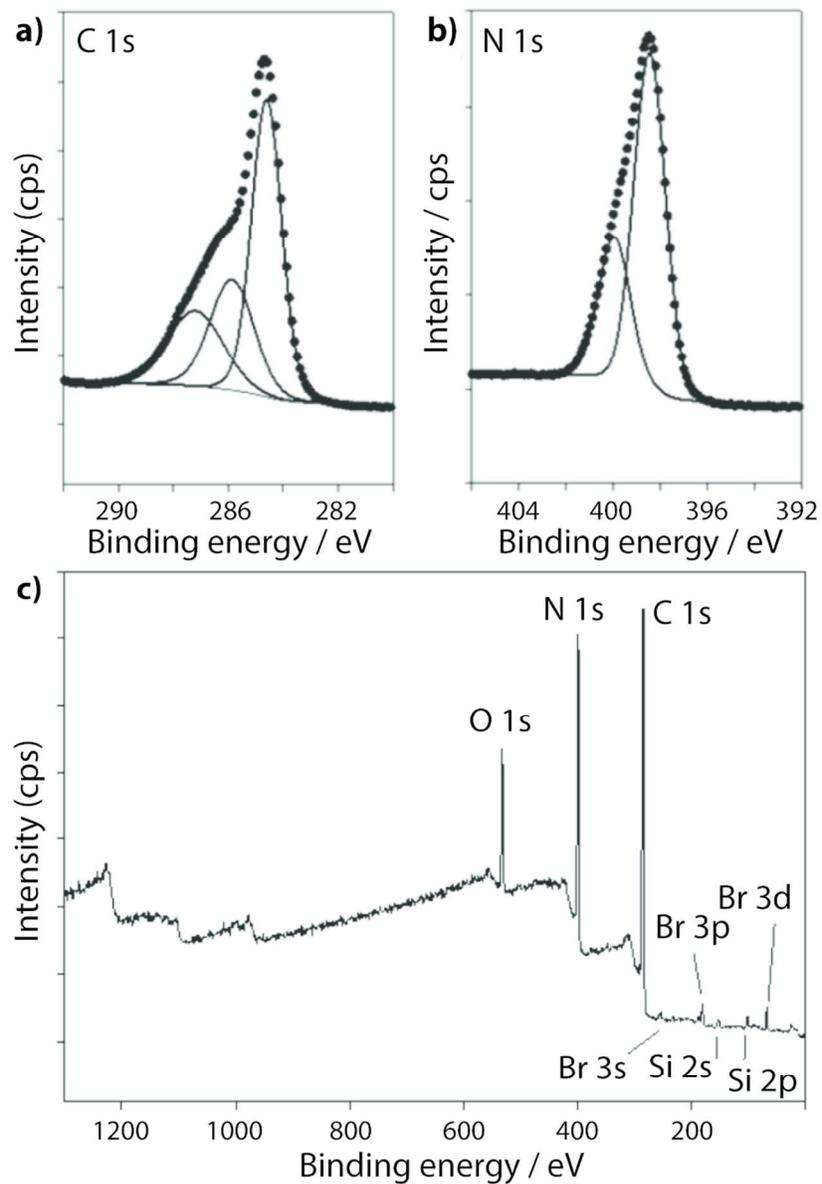 a) C 1s
Intensity (cps)
290 286 282
Binding energy / eV
b) N 1s
Intensity / cps
404 400 396 392
Binding energy / eV
c)
Intensity (cps)
O 1s
N 1s
C 1s
Br 3p
Br 3d
Br 3s
Si 2s
Si 2p
1200 1000 800 600 400 200
Binding energy / eV